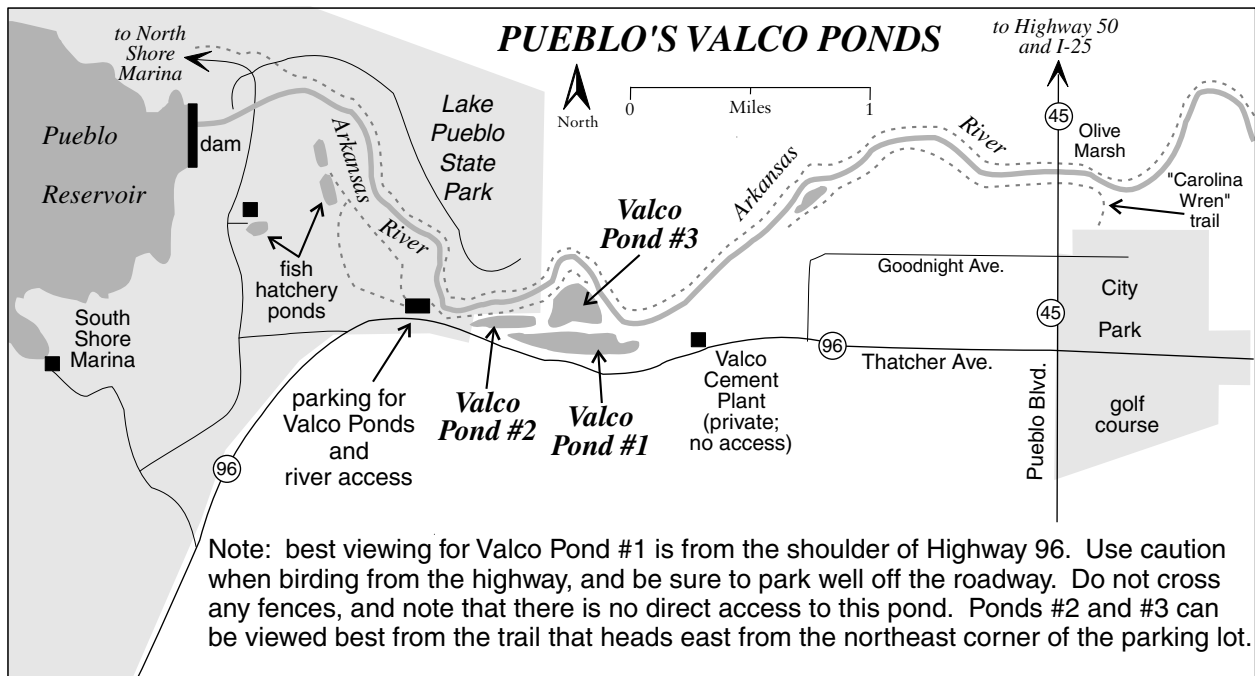 PUEBLO'S VALCO PONDS
to North
Shore
Marina
to Highway 50
and I-25
North
0
Miles
1
Pueblo
Reservoir
dam
Lake
Pueblo
State
Park
Arkansas
River
Arkansas
River
45
Olive
Marsh
"Carolina
Wren"
trail
Valco
Pond #3
fish
hatchery
ponds
Goodnight Ave.
City
Park
45
South
Shore
Marina
96
Thatcher Ave.
parking for
Valco Ponds
and
river access
Valco
Pond #2
Valco
Pond #1
Valco
Cement
Plant
(private;
no access)
Pueblo Blvd.
golf
course
96
Note: best viewing for Valco Pond #1 is from the shoulder of Highway 96. Use caution
when birding from the highway, and be sure to park well off the roadway. Do not cross
any fences, and note that there is no direct access to this pond. Ponds #2 and #3 can
be viewed best from the trail that heads east from the northeast corner of the parking lot.